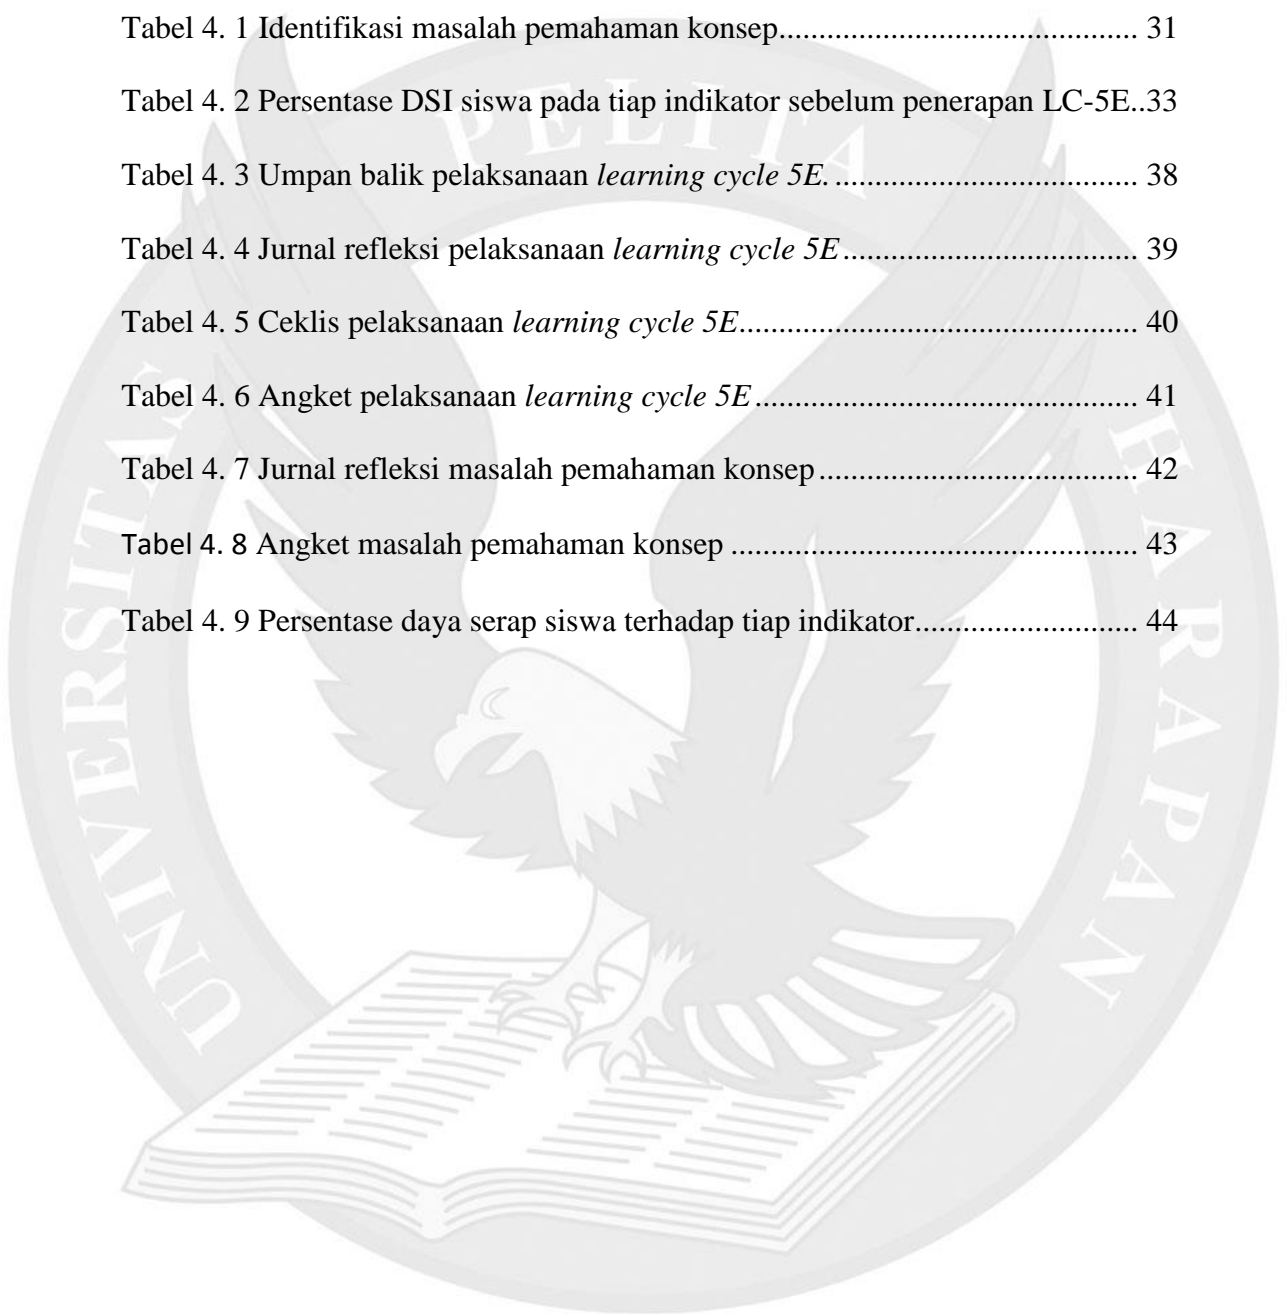 Tabel 4. 1 Identifikasi masalah pemahaman konsep........................................ 31
Tabel 4. 2 Persentase DSI siswa pada tiap indikator sebelum penerapan LC-5E..33
Tabel 4. 3 Umpan balik pelaksanaan learning cycle 5E. .................................. 38
Tabel 4. 4 Jurnal refleksi pelaksanaan learning cycle 5E................................. 39
Tabel 4. 5 Ceklis pelaksanaan learning cycle 5E............................................ 40
Tabel 4. 6 Angket pelaksanaan learning cycle 5E........................................... 41
Tabel 4. 7 Jurnal refleksi masalah pemahaman konsep.................................... 42
Tabel 4. 8 Angket masalah pemahaman konsep .............................................. 43
Tabel 4. 9 Persentase daya serap siswa terhadap tiap indikator......................... 44
UNIVERSITAS PELITA HARAPAN